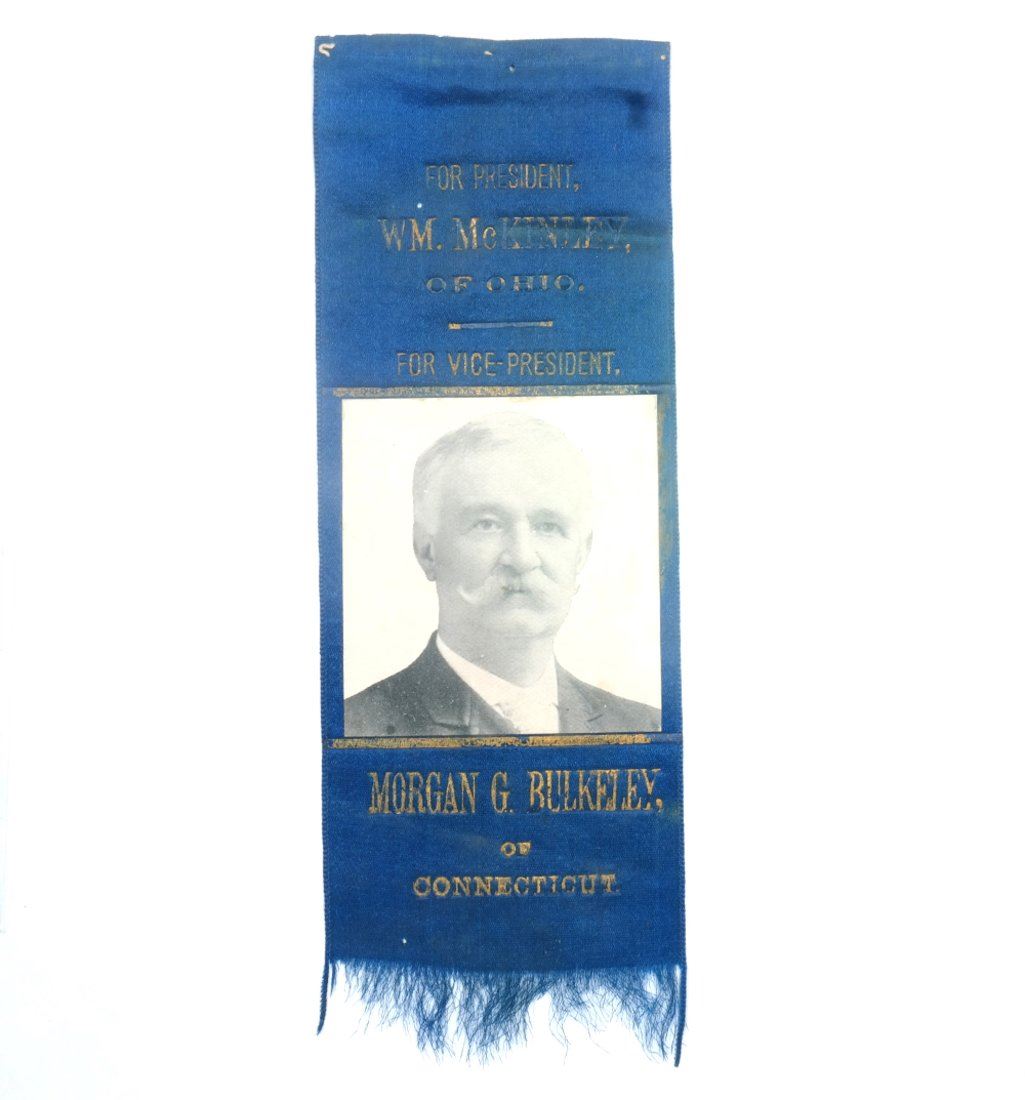 FOR PRESIDENT,
WM. McKINLEY,
OF OHIO.
FOR VICE-PRESIDENT,
MORGAN G. BULKELEY,
OF
CONNECTICUT.